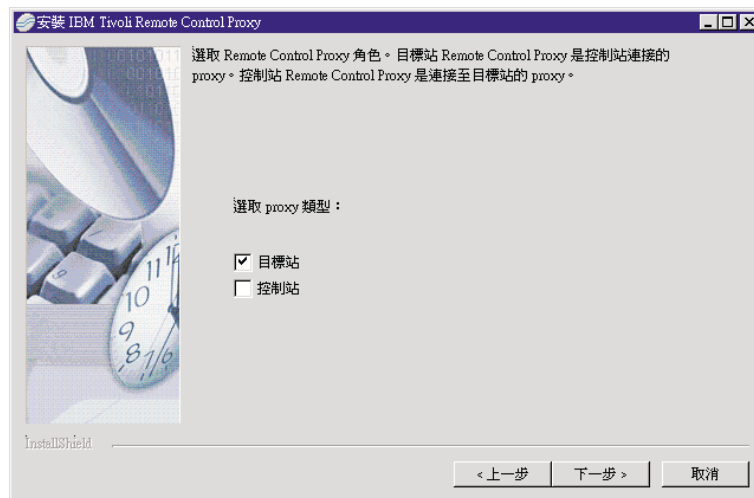 安裝 IBM Tivoli Remote Control Proxy
選取 Remote Control Proxy 角色。目標站 Remote Control Proxy 是控制站連接的
proxy。控制站 Remote Control Proxy 是連接至目標站的 proxy。
選取 proxy 類型：
目標站
控制站
InstallShield
<上一步
下一步>
取消